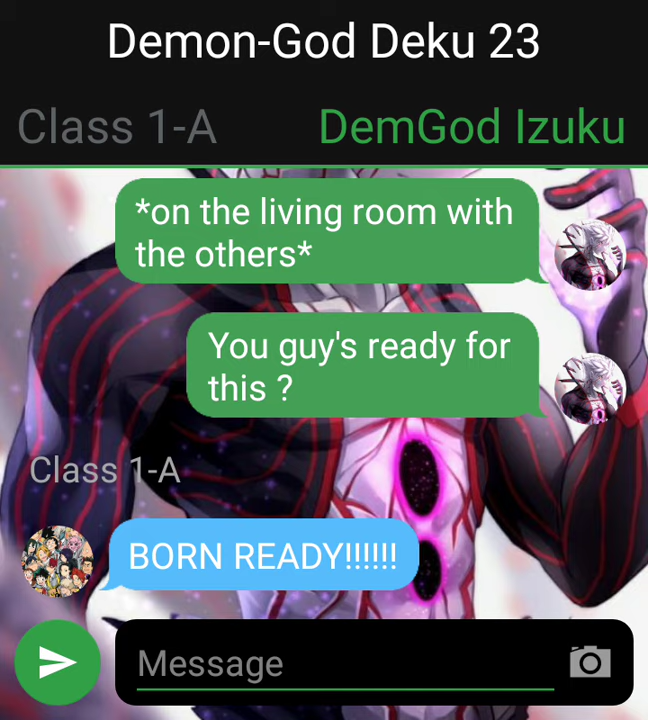 Demon-God Deku 23
Class 1-A
DemGod Izuku
*on the living room with
the others*
You guy's ready for
this ?
Class 1-A
BORN READY!!!!!!
Message